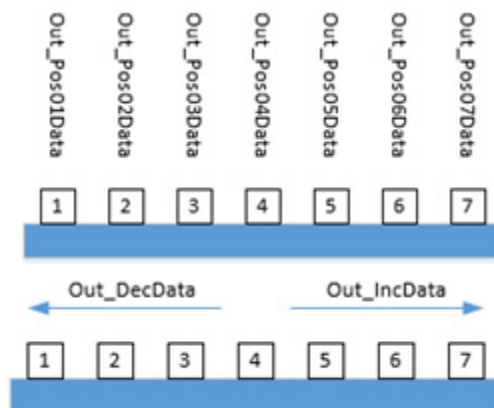 Out_Pos01Data
Out_Pos02Data
Out_Pos03Data
Out_Pos04Data
Out_Pos05Data
Out_Pos06Data
Out_Pos07Data
1 2 3 4 5 6 7
Out_DecData Out_IncData
1 2 3 4 5 6 7